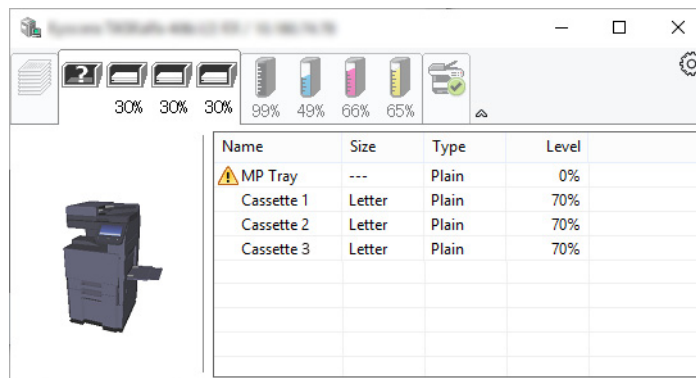 30% 30% 30% 99% 49% 66% 65%
Name Size Type Level
MP Tray --- Plain 0%
Cassette 1 Letter Plain 70%
Cassette 2 Letter Plain 70%
Cassette 3 Letter Plain 70%